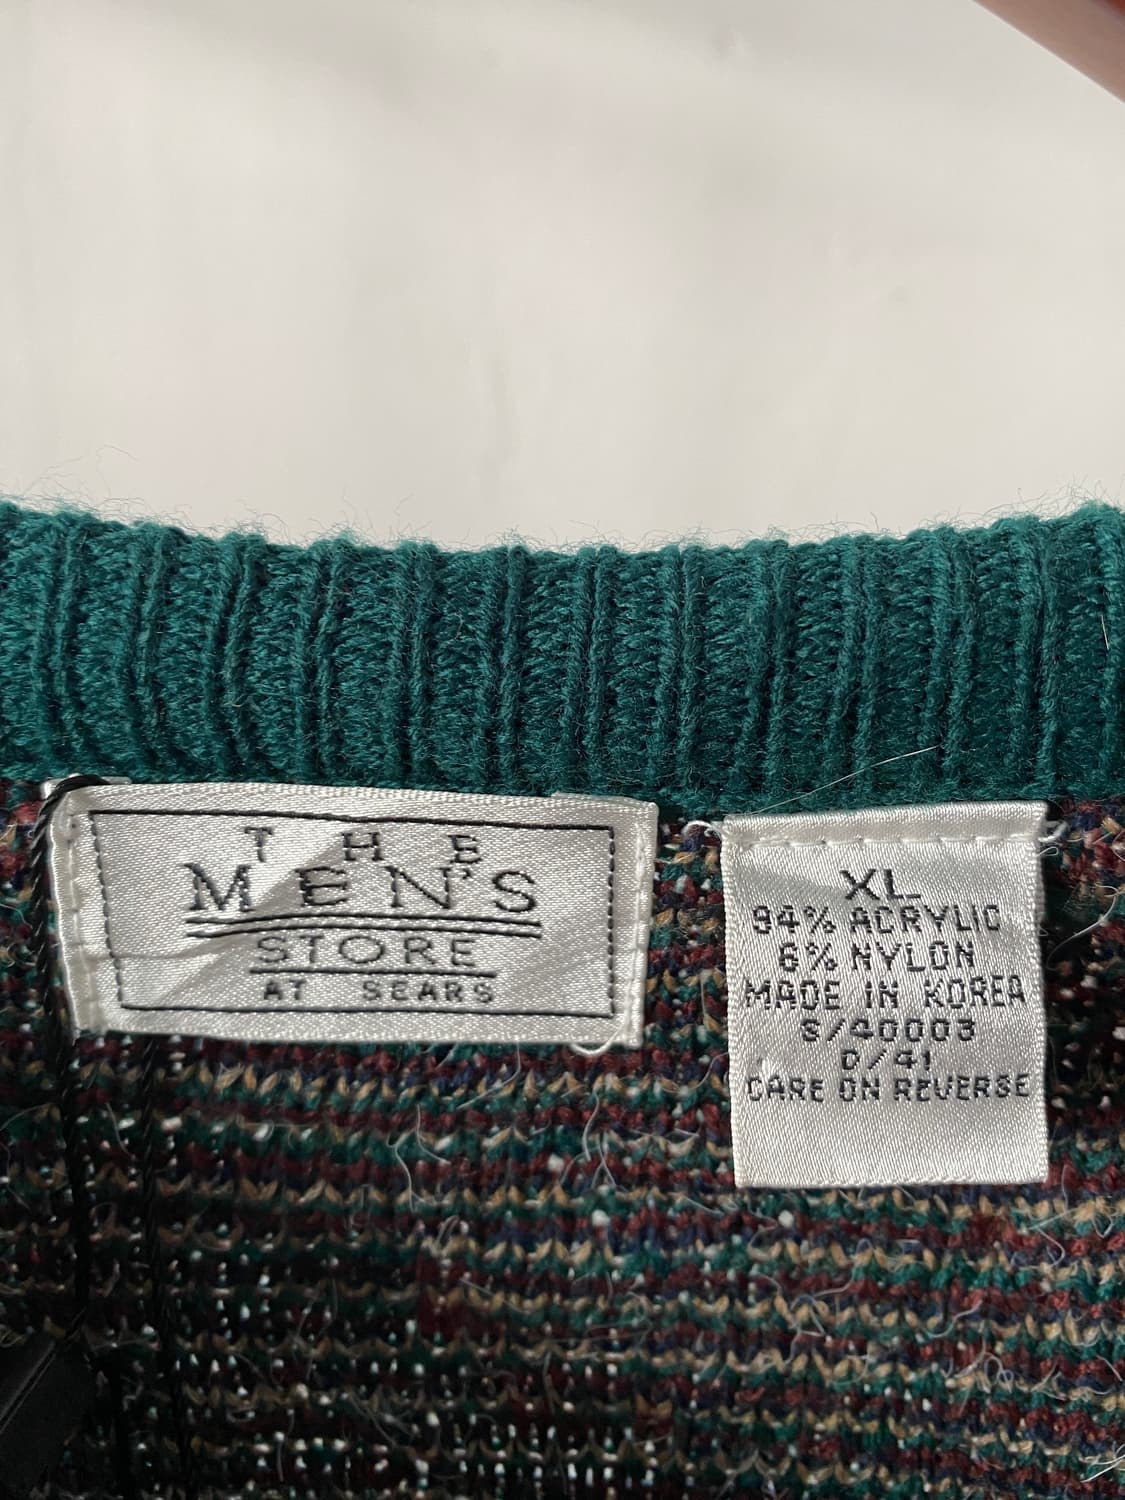 THE
MEN'S
STORE
AT SEARS
XL
94% ACRYLIC
6% NYLON
MADE IN KOREA
S/40003
D/41
CARE ON REVERSE